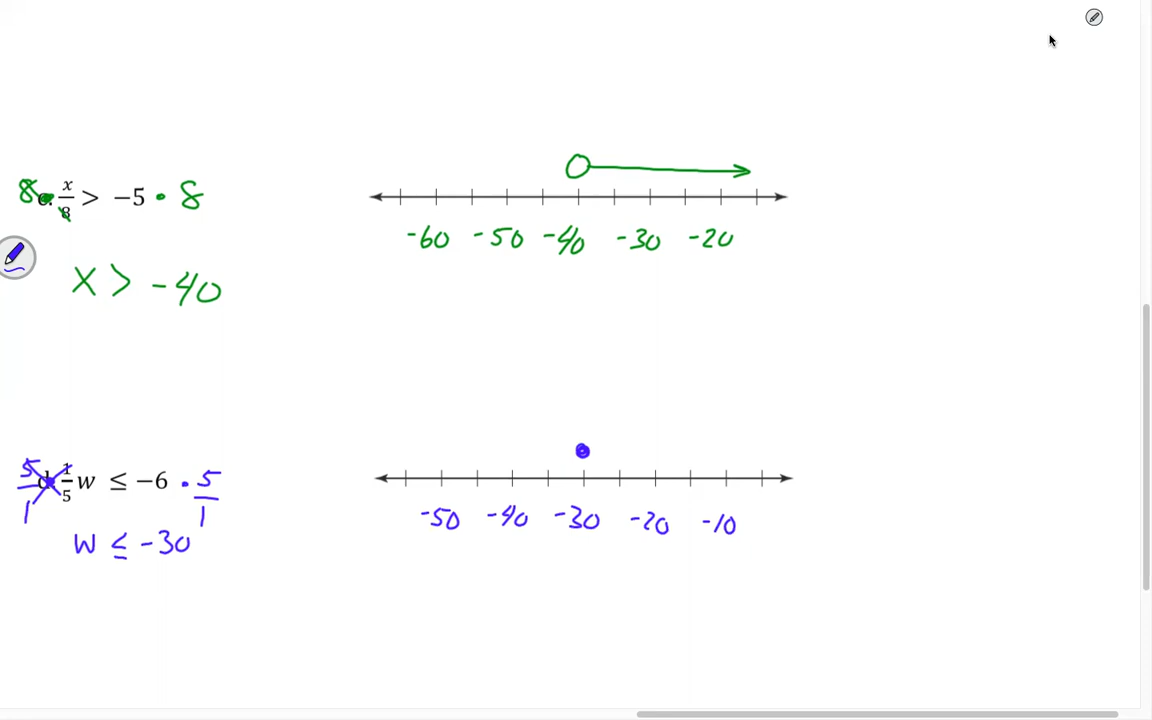 8 · c. x/8 > −5 · 8
-60 -50 -40 -30 -20
x > -40
5/1 · d. 1/5 w ≤ −6 · 5/1
-50 -40 -30 -20 -10
w ≤ -30